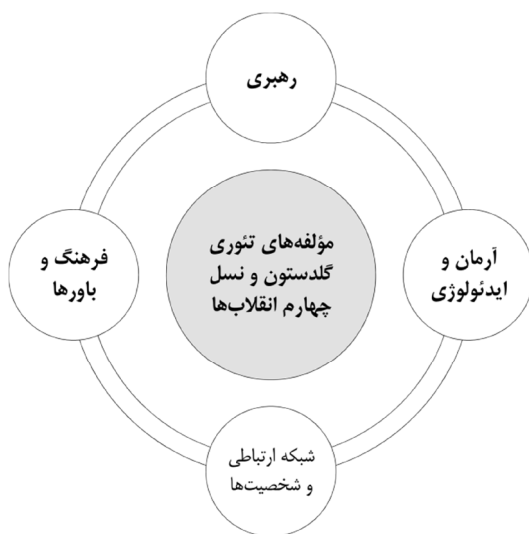 رهبری
آرمان و
ایدئولوژی
مؤلفه‌های تئوری
گلدستون و نسل
چهارم انقلاب‌ها
فرهنگ و
باورها
شبکه ارتباطی
و شخصیت‌ها